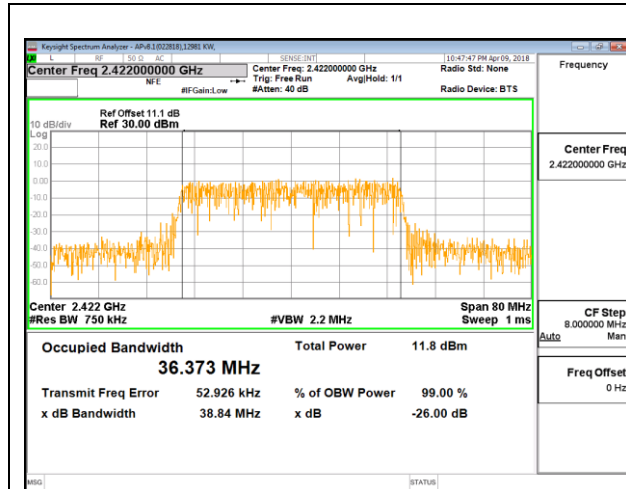 Keysight Spectrum Analyzer - APv8.1(022818),12981 KW,
L RF 50 Ω AC SENSE:INT 10:47:47 PM Apr 09, 2018
Center Freq 2.422000000 GHz
NFE
#IFGain:Low
Center Freq: 2.422000000 GHz
Trig: Free Run Avg|Hold: 1/1
#Atten: 40 dB
Radio Std: None
Radio Device: BTS
Frequency
Ref Offset 11.1 dB
10 dB/div Ref 30.00 dBm
Log
20.0
10.0
0.00
-10.0
-20.0
-30.0
-40.0
-50.0
-60.0
Center Freq
2.422000000 GHz
Center 2.422 GHz Span 80 MHz
#Res BW 750 kHz #VBW 2.2 MHz Sweep 1 ms
CF Step
8.000000 MHz
Auto Man
Occupied Bandwidth Total Power 11.8 dBm
36.373 MHz
Transmit Freq Error 52.926 kHz % of OBW Power 99.00 %
x dB Bandwidth 38.84 MHz x dB -26.00 dB
Freq Offset
0 Hz
MSG STATUS